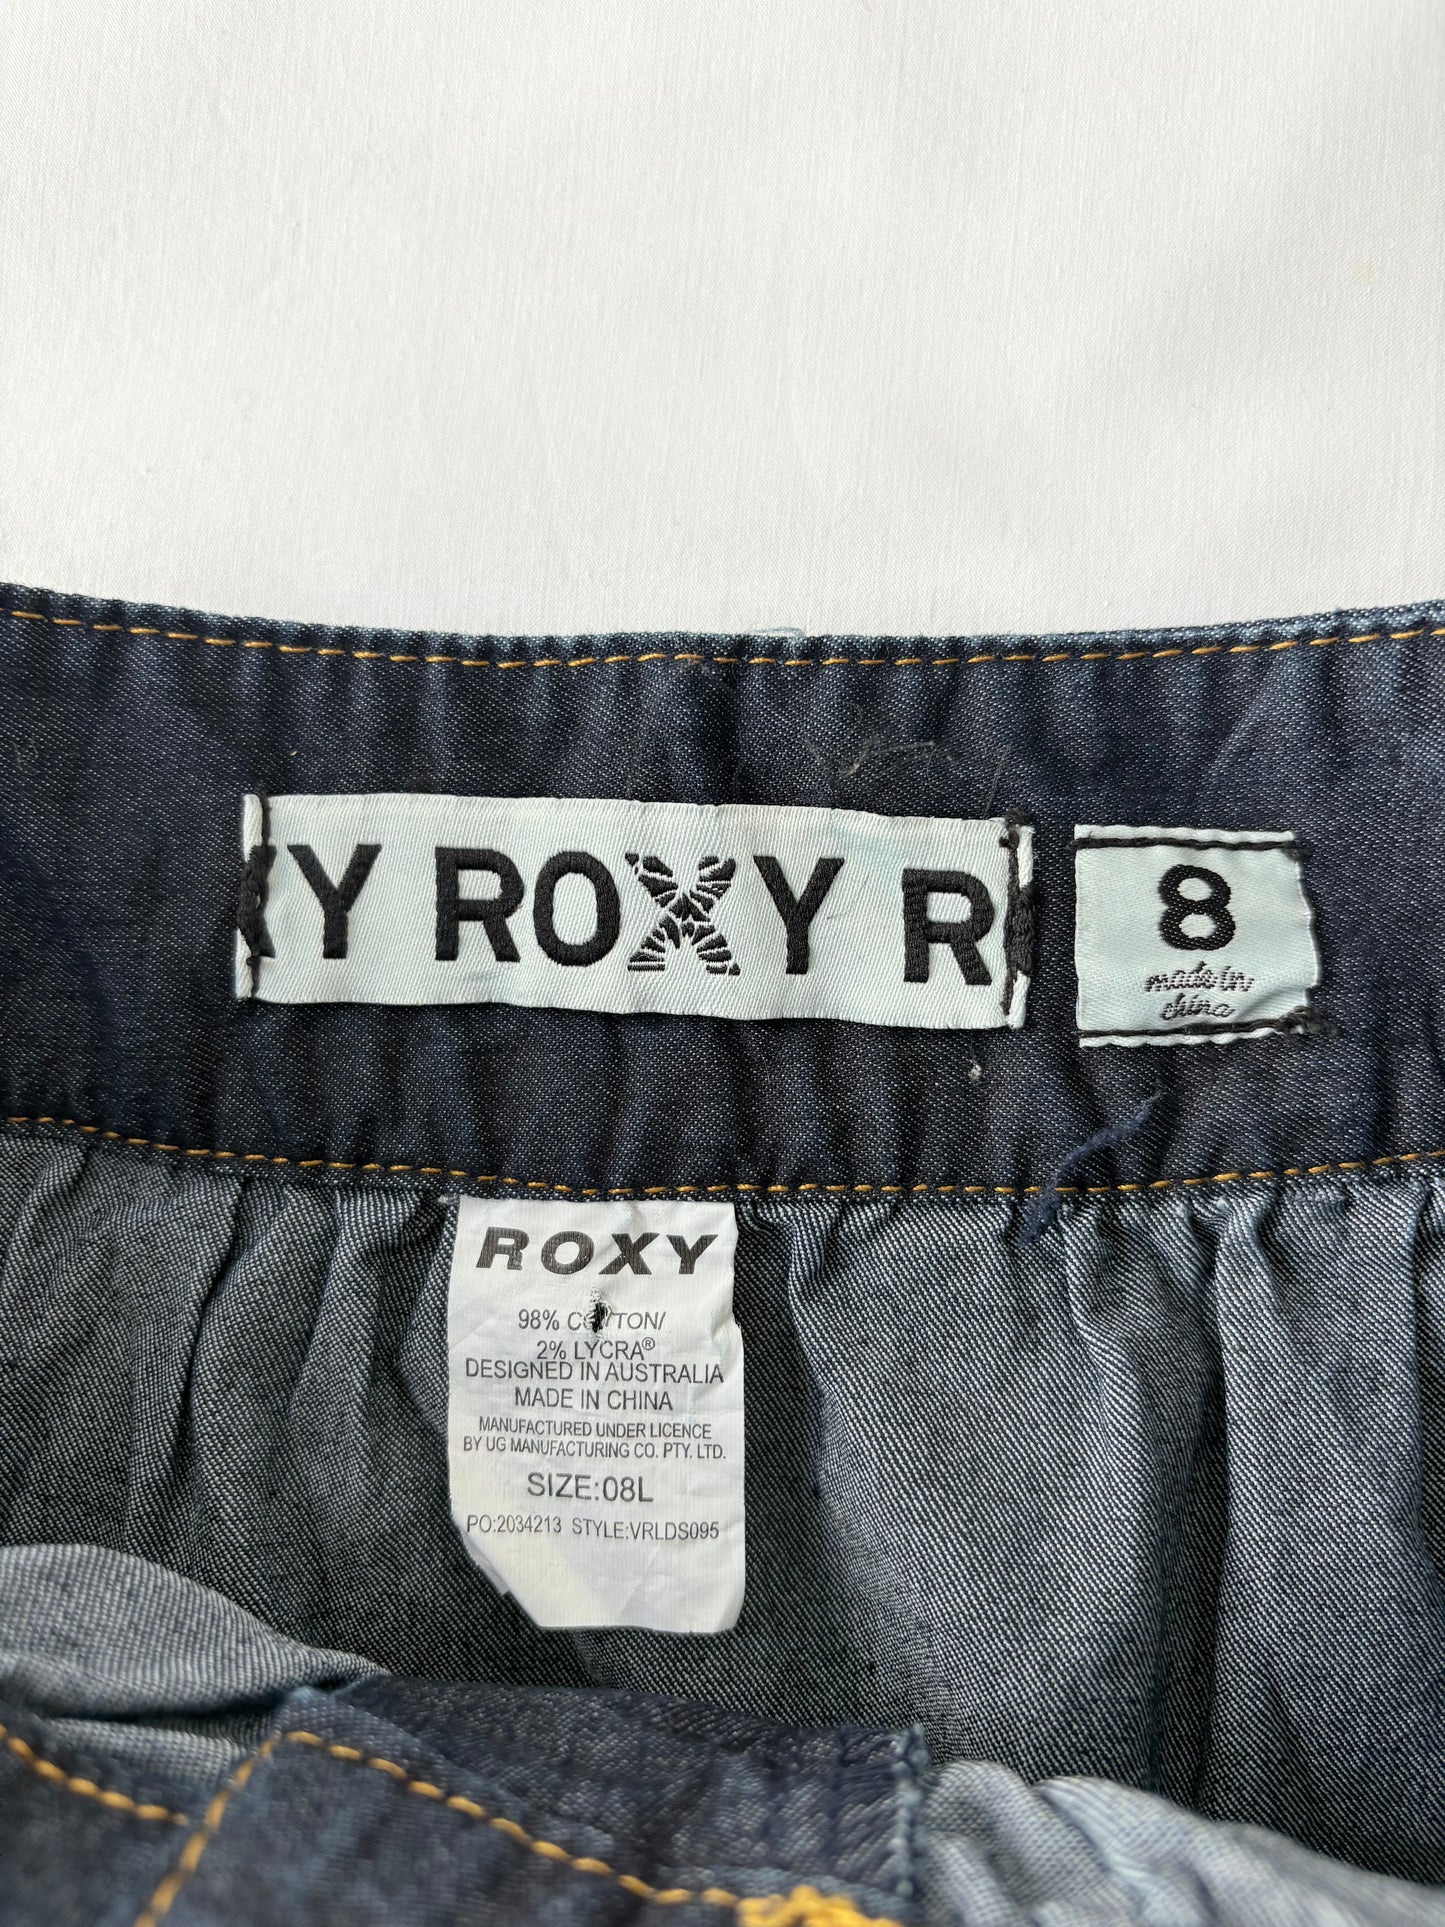 Y ROXY R
8
made in
china
ROXY
98% COTTON/
2% LYCRA®
DESIGNED IN AUSTRALIA
MADE IN CHINA
MANUFACTURED UNDER LICENCE
BY UG MANUFACTURING CO. PTY. LTD.
SIZE:08L
PO:2034213 STYLE:VRLDS095